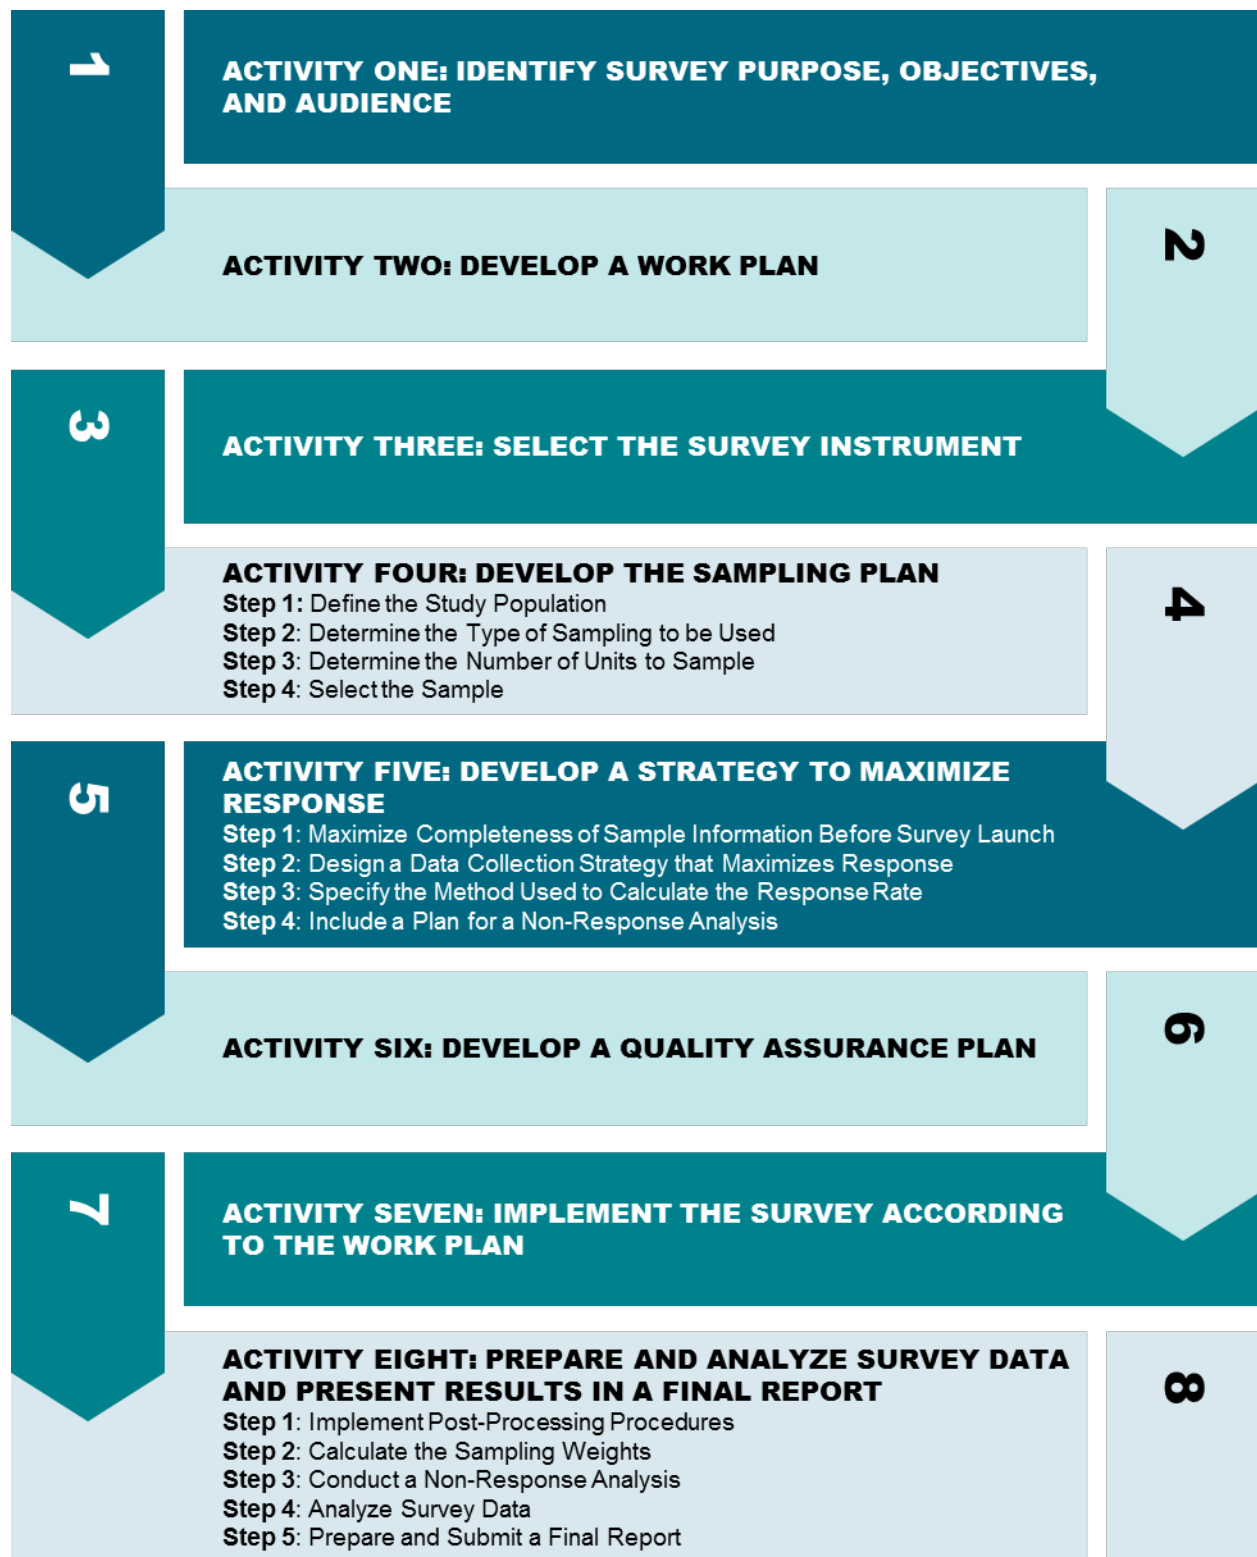 1
ACTIVITY ONE: IDENTIFY SURVEY PURPOSE, OBJECTIVES,
AND AUDIENCE
2
ACTIVITY TWO: DEVELOP A WORK PLAN
3
ACTIVITY THREE: SELECT THE SURVEY INSTRUMENT
4
ACTIVITY FOUR: DEVELOP THE SAMPLING PLAN
Step 1: Define the Study Population
Step 2: Determine the Type of Sampling to be Used
Step 3: Determine the Number of Units to Sample
Step 4: Select the Sample
5
ACTIVITY FIVE: DEVELOP A STRATEGY TO MAXIMIZE
RESPONSE
Step 1: Maximize Completeness of Sample Information Before Survey Launch
Step 2: Design a Data Collection Strategy that Maximizes Response
Step 3: Specify the Method Used to Calculate the Response Rate
Step 4: Include a Plan for a Non-Response Analysis
6
ACTIVITY SIX: DEVELOP A QUALITY ASSURANCE PLAN
7
ACTIVITY SEVEN: IMPLEMENT THE SURVEY ACCORDING
TO THE WORK PLAN
8
ACTIVITY EIGHT: PREPARE AND ANALYZE SURVEY DATA
AND PRESENT RESULTS IN A FINAL REPORT
Step 1: Implement Post-Processing Procedures
Step 2: Calculate the Sampling Weights
Step 3: Conduct a Non-Response Analysis
Step 4: Analyze Survey Data
Step 5: Prepare and Submit a Final Report